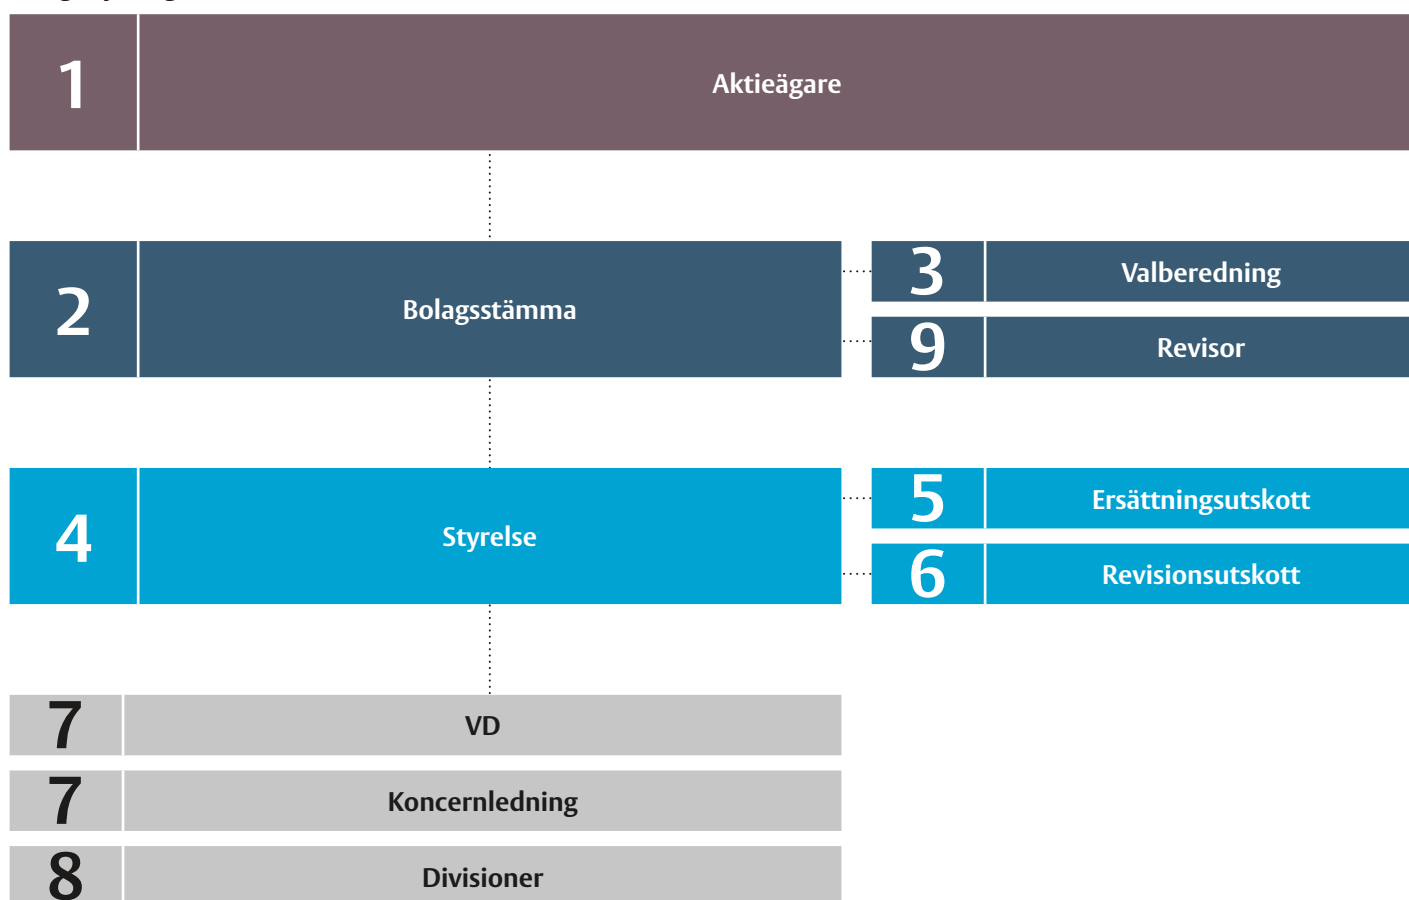 1
Aktieägare
2
Bolagsstämma
3
Valberedning
9
Revisor
4
Styrelse
5
Ersättningsutskott
6
Revisionsutskott
7
VD
7
Koncernledning
8
Divisioner